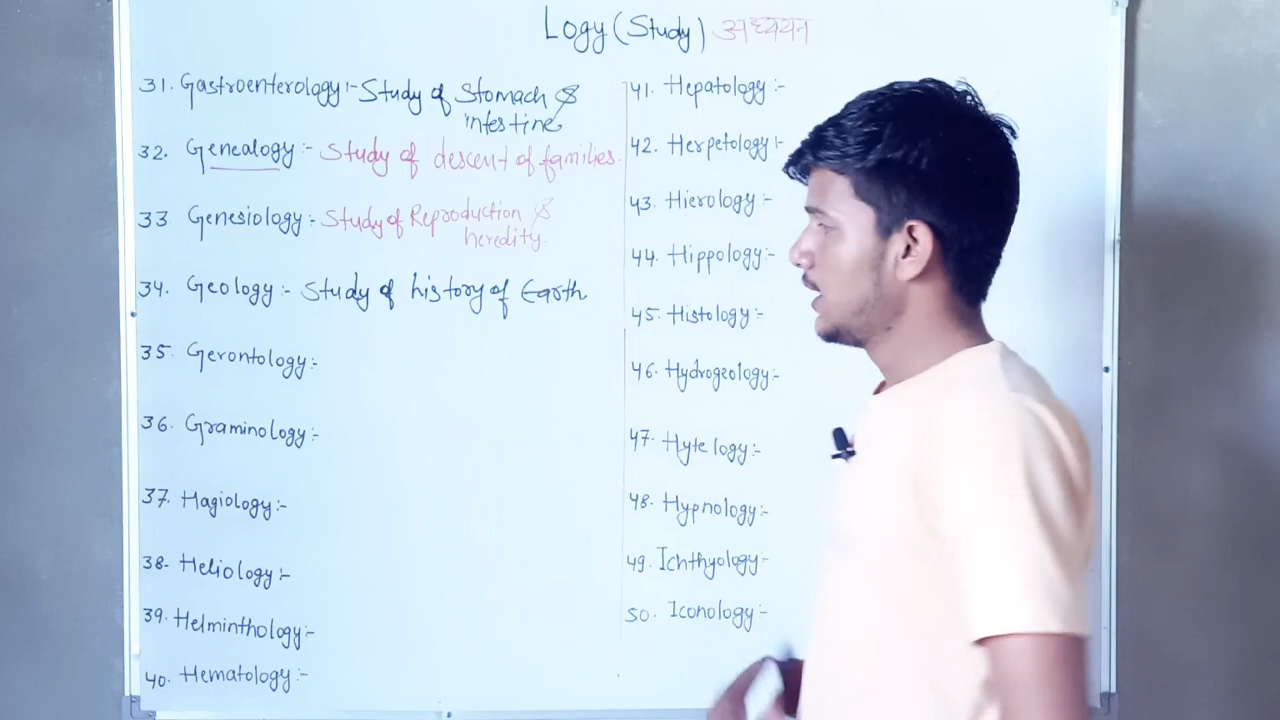 Logy (Study) अध्ययन
31. Gastroenterology :- Study of Stomach &
intestine
32. Genealogy :- Study of descent of families.
33 Genesiology :- Study of Reproduction &
heredity.
34. Geology :- Study of history of Earth
35. Gerontology :-
36. Graminology :-
37. Hagiology :-
38. Heliology :-
39. Helminthology :-
40. Hematology :-
41. Hepatology :-
42. Herpetology :-
43. Hierology :-
44. Hippology :-
45. Histology :-
46. Hydrogeology :-
47. Hytelogy :-
48. Hypnology :-
49. Ichthyology :-
50. Iconology :-